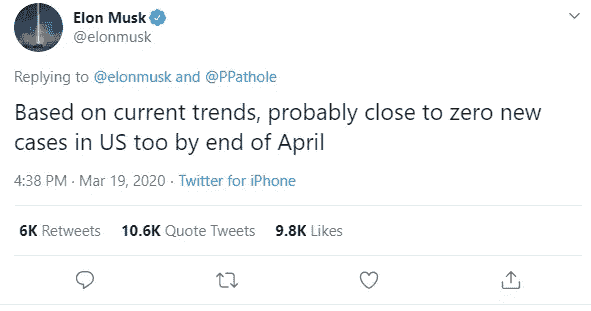 Elon Musk
@elonmusk
Replying to @elonmusk and @PPathole
Based on current trends, probably close to zero new
cases in US too by end of April
4:38 PM · Mar 19, 2020 · Twitter for iPhone
6K Retweets 10.6K Quote Tweets 9.8K Likes